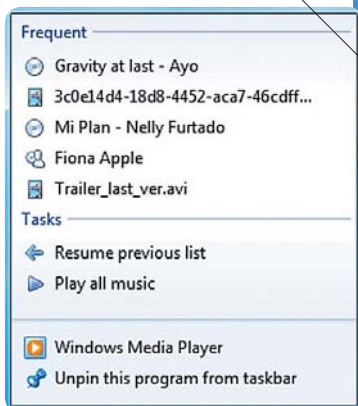 Frequent
Gravity at last - Ayo
3c0e14d4-18d8-4452-aca7-46cdff...
Mi Plan - Nelly Furtado
Fiona Apple
Trailer_last_ver.avi
Tasks
Resume previous list
Play all music
Windows Media Player
Unpin this program from taskbar